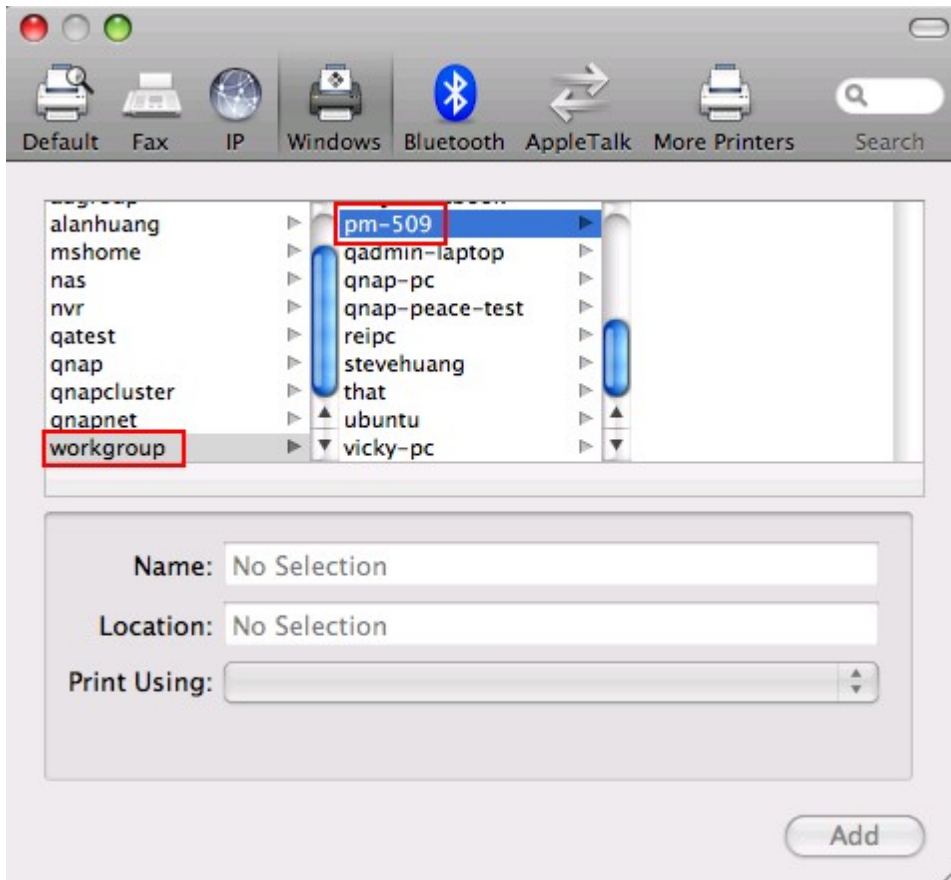 Default Fax IP Windows Bluetooth AppleTalk More Printers Search
alanhuang
mshome
nas
nvr
qatest
qnap
qnapcluster
qnapnet
workgroup
pm-509
qadmin-laptop
qnap-pc
qnap-peace-test
reipc
stevehuang
that
ubuntu
vicky-pc
Name: No Selection
Location: No Selection
Print Using:
Add